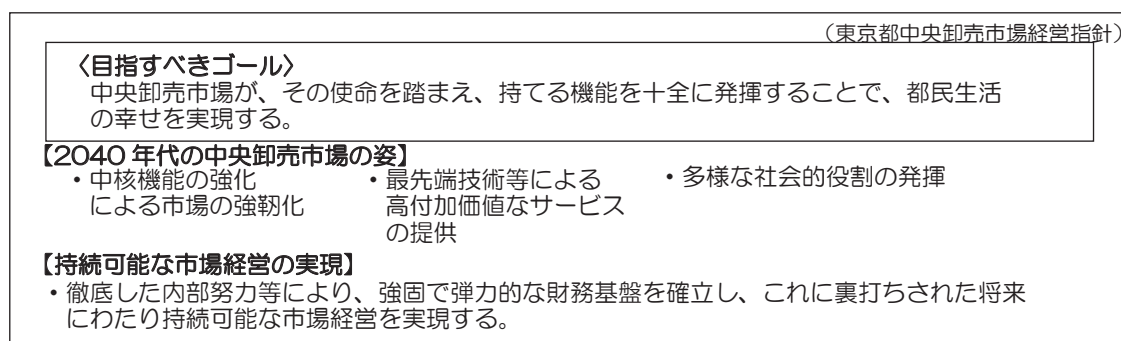 （東京都中央卸売市場経営指針）
〈目指すべきゴール〉
中央卸売市場が、その使命を踏まえ、持てる機能を十全に発揮することで、都民生活
の幸せを実現する。
【2040 年代の中央卸売市場の姿】
・中核機能の強化
による市場の強靭化
・最先端技術等による
高付加価値なサービス
の提供
・多様な社会的役割の発揮
【持続可能な市場経営の実現】
・徹底した内部努力等により、強固で弾力的な財務基盤を確立し、これに裏打ちされた将来
にわたり持続可能な市場経営を実現する。